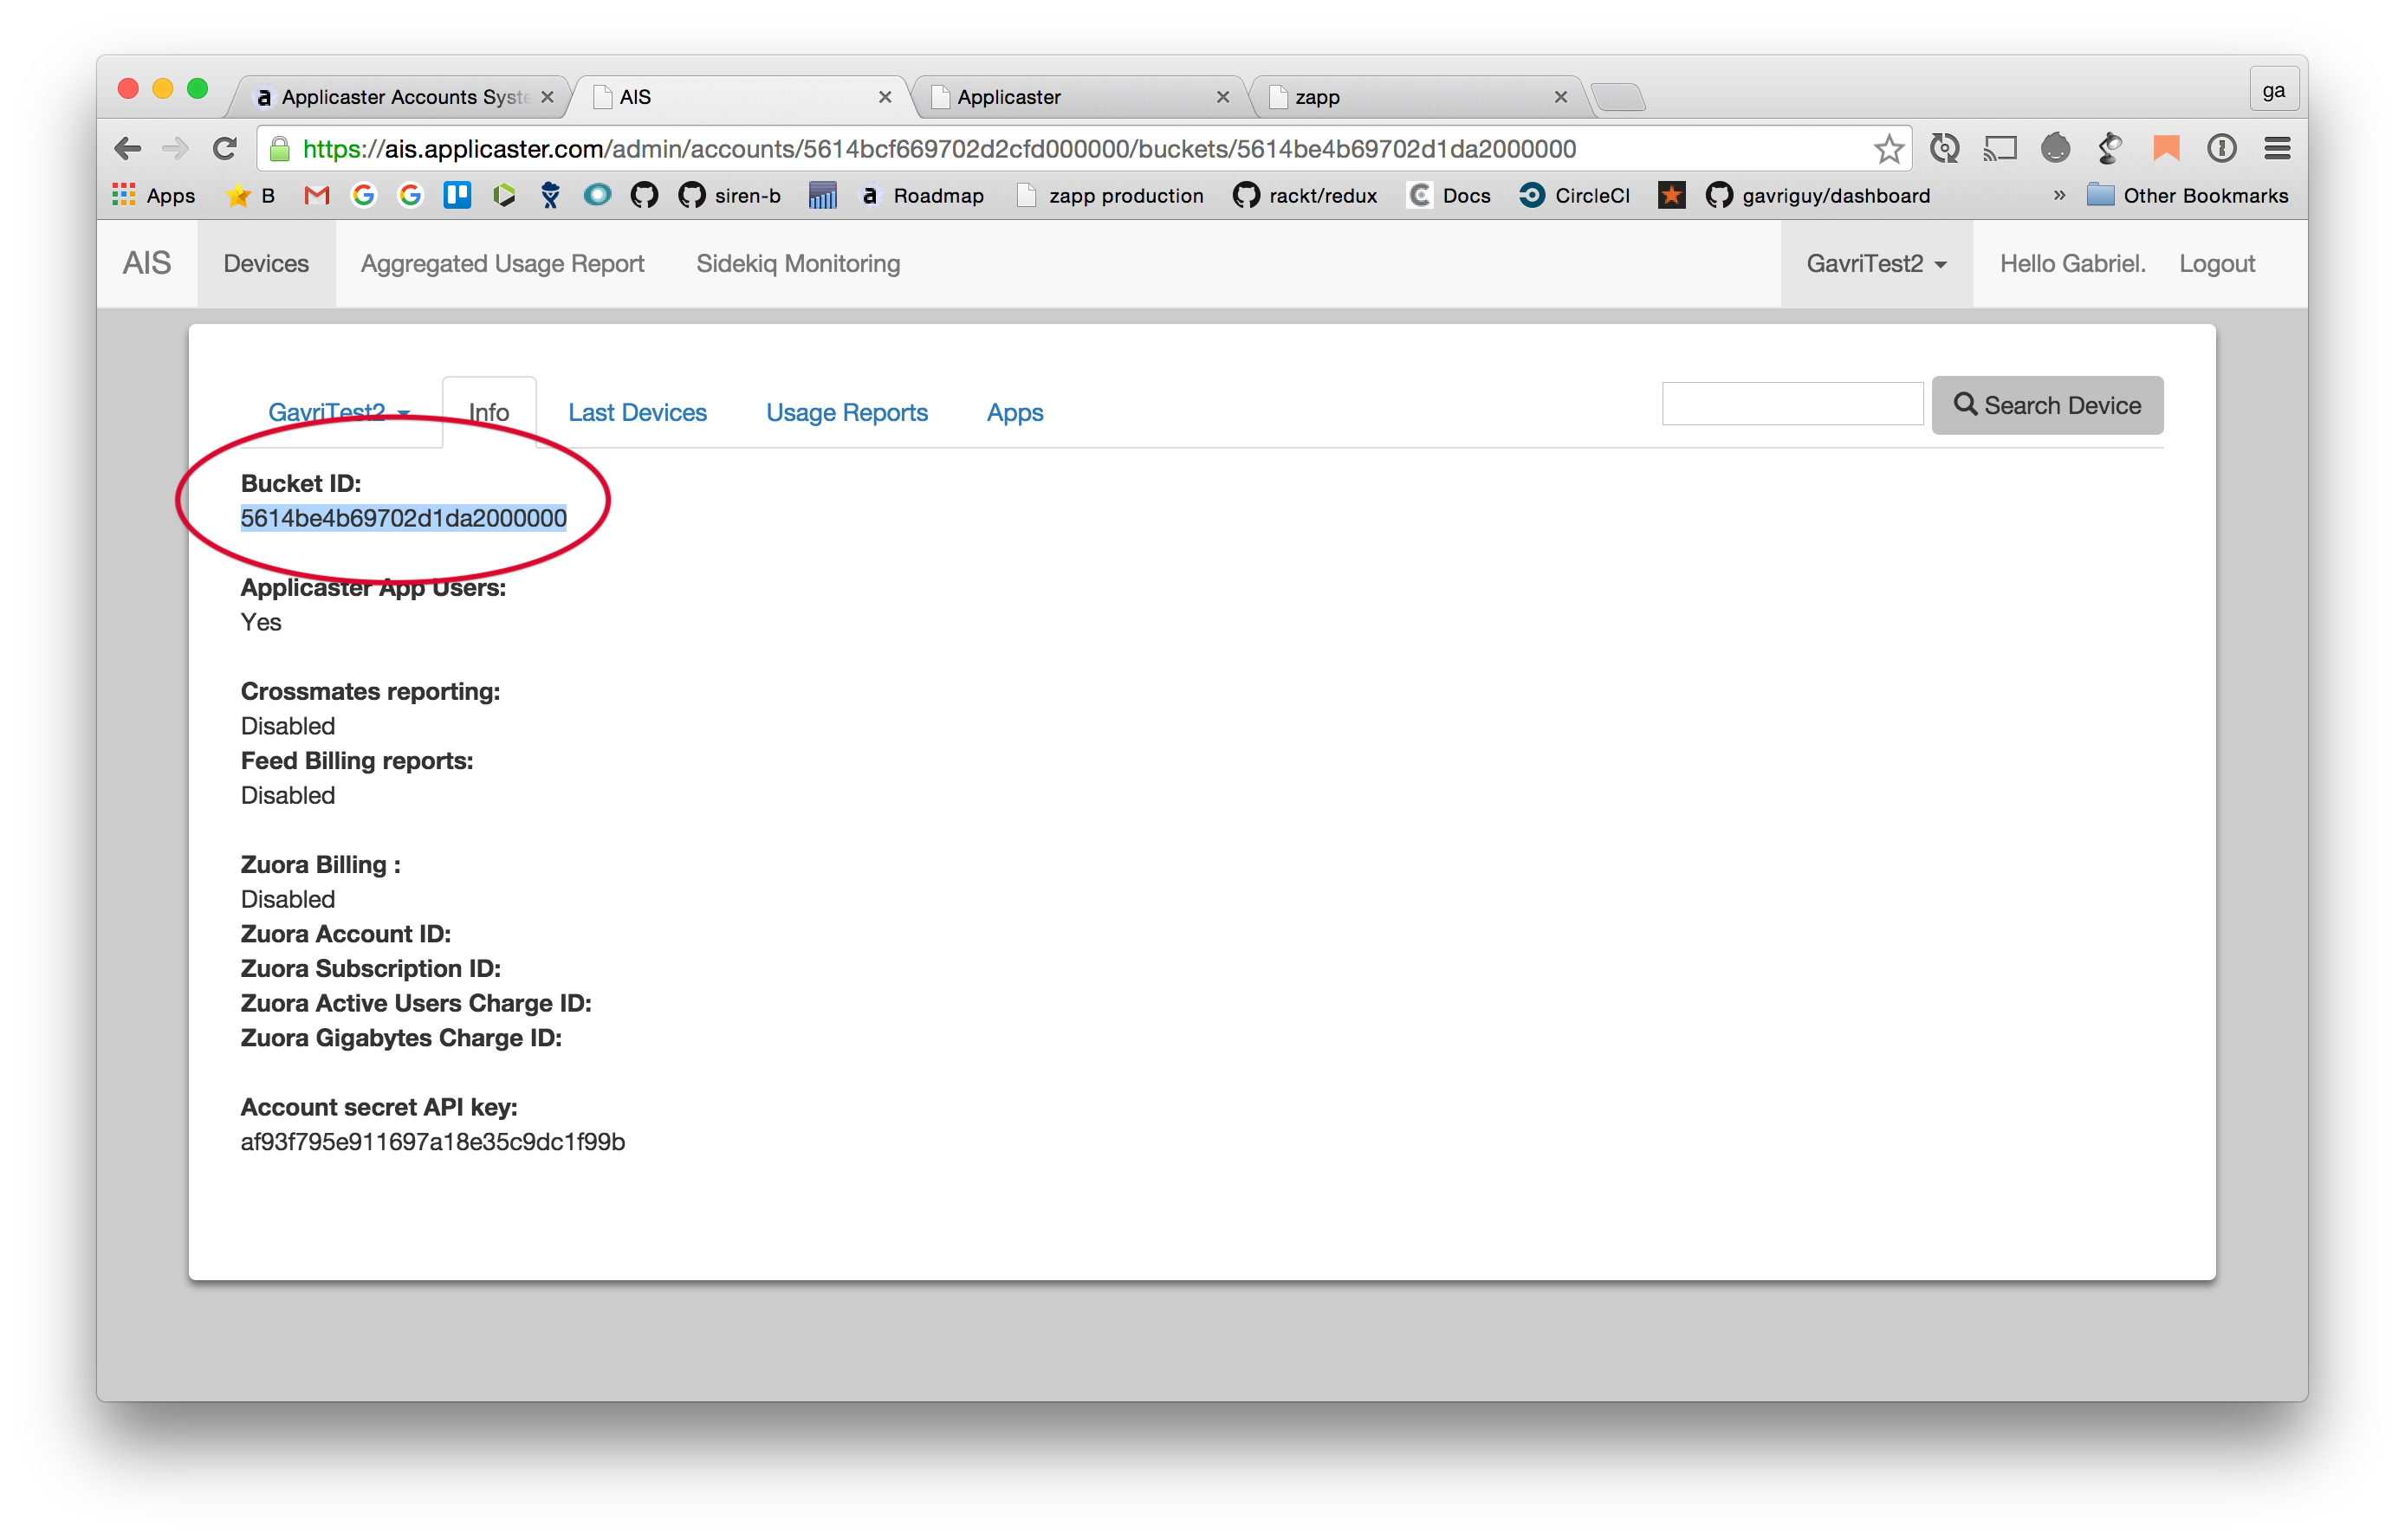 Applicaster Accounts Syst
AIS
Applicaster
zapp
ga
https://ais.applicaster.com/admin/accounts/5614bcf669702d2cfd000000/buckets/5614be4b69702d1da2000000
Apps B siren-b a Roadmap zapp production rackt/redux Docs CircleCI gavriguy/dashboard » Other Bookmarks
AIS Devices Aggregated Usage Report Sidekiq Monitoring GavriTest2 Hello Gabriel. Logout
GavriTest2 Info Last Devices Usage Reports Apps Search Device
Bucket ID:
5614be4b69702d1da2000000
Applicaster App Users:
Yes
Crossmates reporting:
Disabled
Feed Billing reports:
Disabled
Zuora Billing :
Disabled
Zuora Account ID:
Zuora Subscription ID:
Zuora Active Users Charge ID:
Zuora Gigabytes Charge ID:
Account secret API key:
af93f795e911697a18e35c9dc1f99b